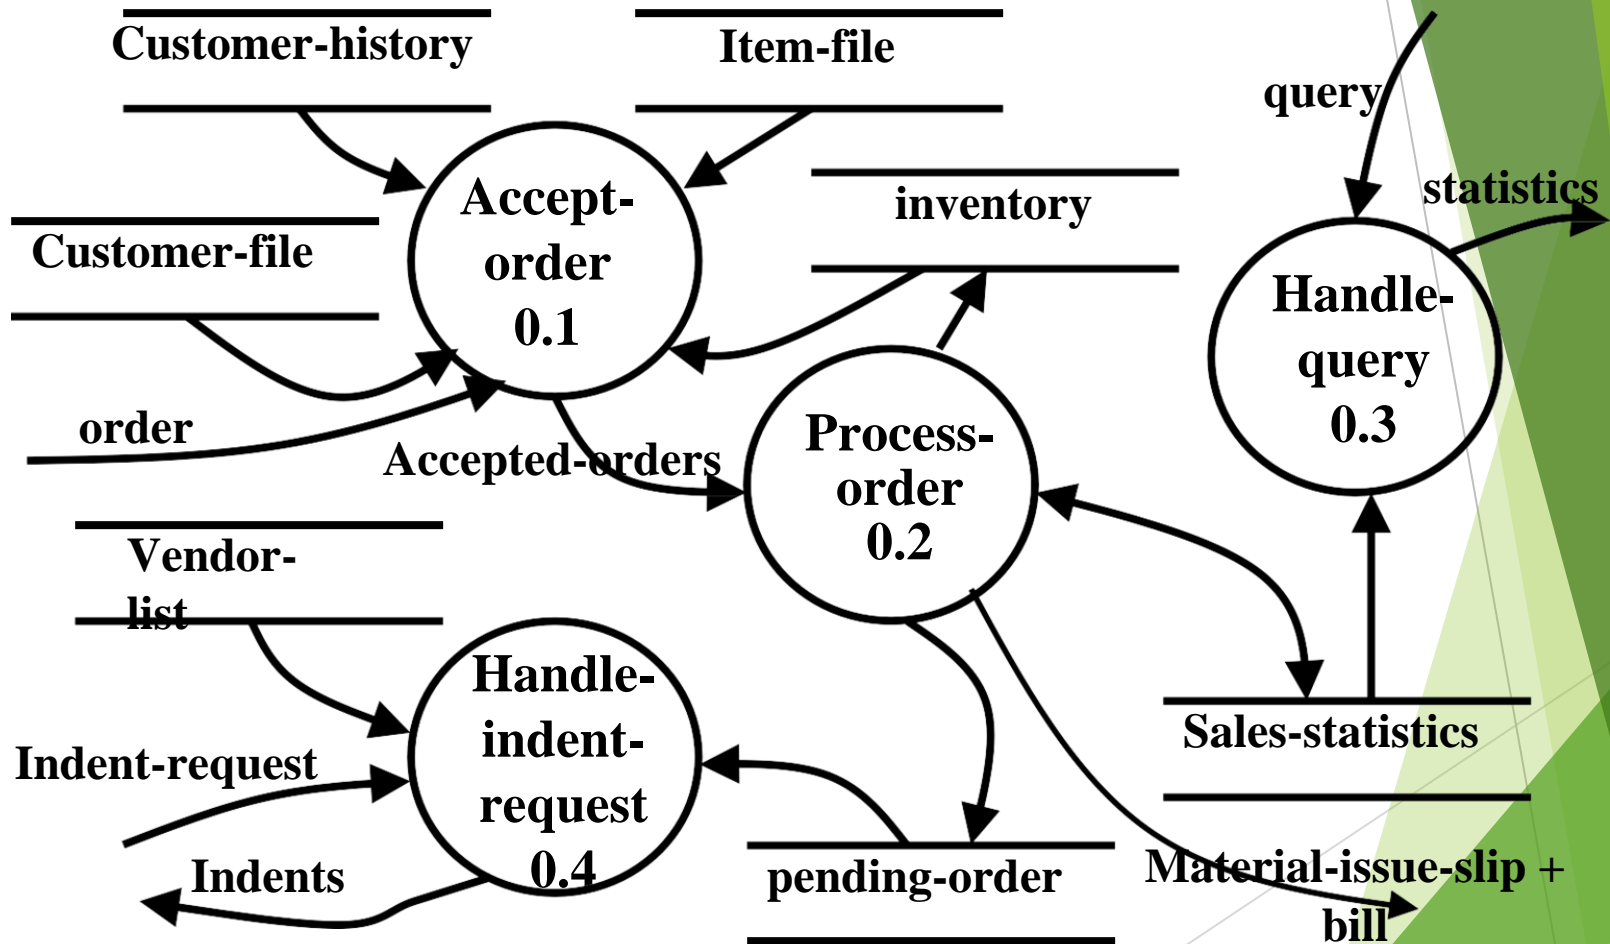 Customer-history
Item-file
query
statistics
Accept-
order
0.1
inventory
Customer-file
Handle-
query
0.3
order
Accepted-orders
Process-
order
0.2
Vendor-
list
Handle-
indent-
request
0.4
Indent-request
Indents
Sales-statistics
pending-order
Material-issue-slip +
bill